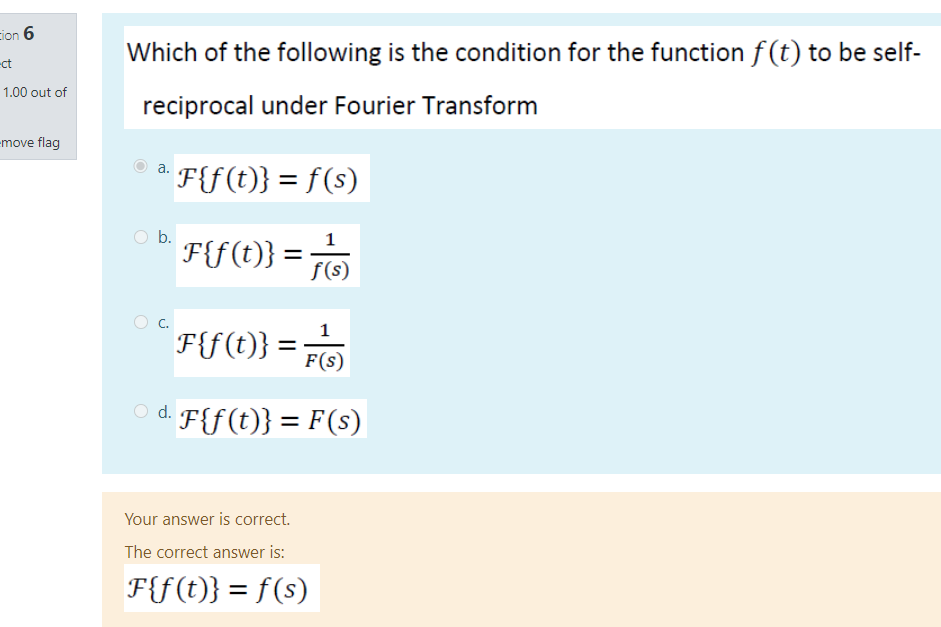 ion 6
ct
1.00 out of
move flag
Which of the following is the condition for the function f(t) to be self-
reciprocal under Fourier Transform
a. ℱ{f(t)} = f(s)
b. ℱ{f(t)} = 1/f(s)
c. ℱ{f(t)} = 1/F(s)
d. ℱ{f(t)} = F(s)
Your answer is correct.
The correct answer is:
ℱ{f(t)} = f(s)